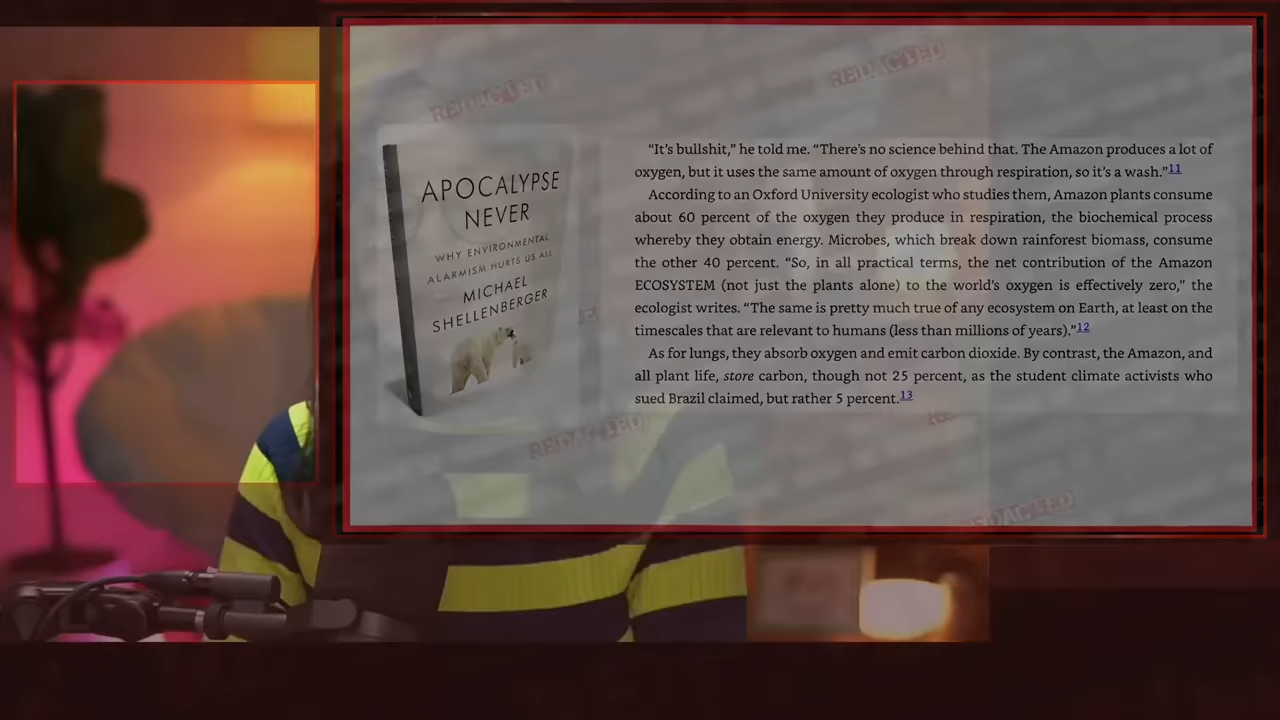 REDACTED
REDACTED
APOCALYPSE
NEVER
WHY ENVIRONMENTAL
ALARMISM HURTS US ALL
MICHAEL
SHELLENBERGER
“It’s bullshit,” he told me. “There’s no science behind that. The Amazon produces a lot of
oxygen, but it uses the same amount of oxygen through respiration, so it’s a wash.”11
According to an Oxford University ecologist who studies them, Amazon plants consume
about 60 percent of the oxygen they produce in respiration, the biochemical process
whereby they obtain energy. Microbes, which break down rainforest biomass, consume
the other 40 percent. “So, in all practical terms, the net contribution of the Amazon
ECOSYSTEM (not just the plants alone) to the world’s oxygen is effectively zero,” the
ecologist writes. “The same is pretty much true of any ecosystem on Earth, at least on the
timescales that are relevant to humans (less than millions of years).”12
As for lungs, they absorb oxygen and emit carbon dioxide. By contrast, the Amazon, and
all plant life, store carbon, though not 25 percent, as the student climate activists who
sued Brazil claimed, but rather 5 percent.13
REDACTED
REDACTED